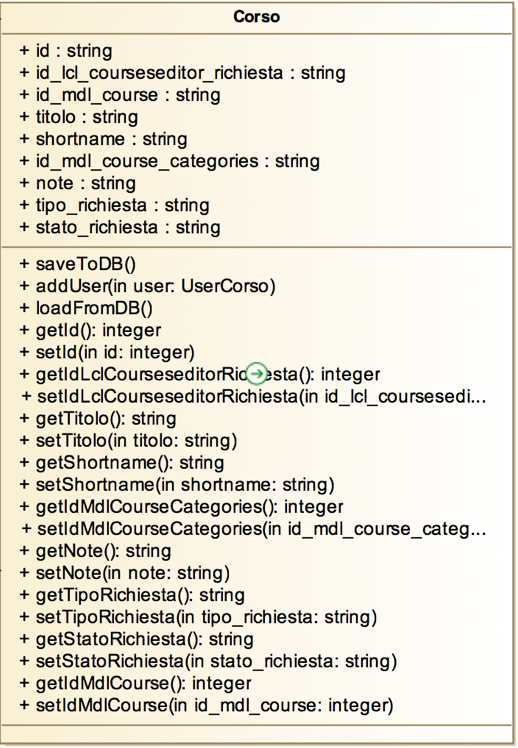 Corso
+ id : string
+ id_lcl_courseseditor_richiesta : string
+ id_mdl_course : string
+ titolo : string
+ shortname : string
+ id_mdl_course_categories : string
+ note : string
+ tipo_richiesta : string
+ stato_richiesta : string
+ saveToDB()
+ addUser(in user: UserCorso)
+ loadFromDB()
+ getId(): integer
+ setId(in id: integer)
+ getIdLclCourseseditorRichiesta(): integer
+ setIdLclCourseseditorRichiesta(in id_lcl_coursesedi...
+ getTitolo(): string
+ setTitolo(in titolo: string)
+ getShortname(): string
+ setShortname(in shortname: string)
+ getIdMdlCourseCategories(): integer
+ setIdMdlCourseCategories(in id_mdl_course_categ...
+ getNote(): string
+ setNote(in note: string)
+ getTipoRichiesta(): string
+ setTipoRichiesta(in tipo_richiesta: string)
+ getStatoRichiesta(): string
+ setStatoRichiesta(in stato_richiesta: string)
+ getIdMdlCourse(): integer
+ setIdMdlCourse(in id_mdl_course: integer)